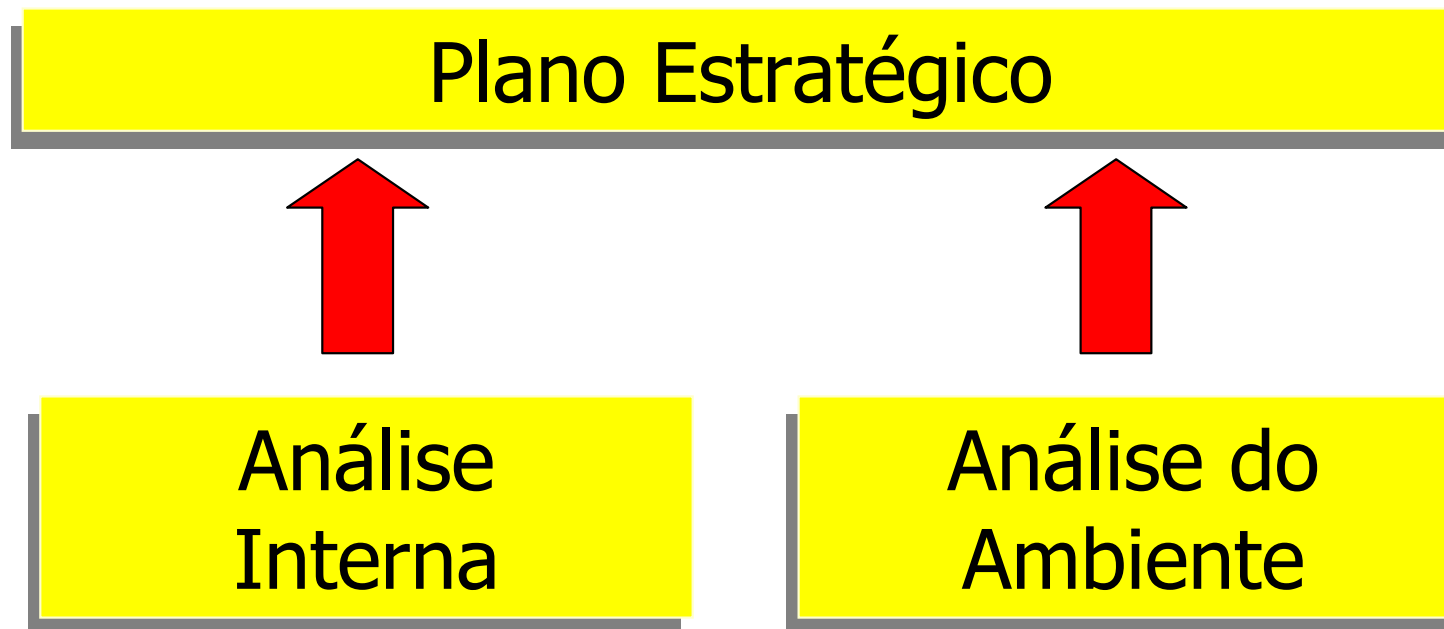 Plano Estratégico
Análise
Interna
Análise do
Ambiente